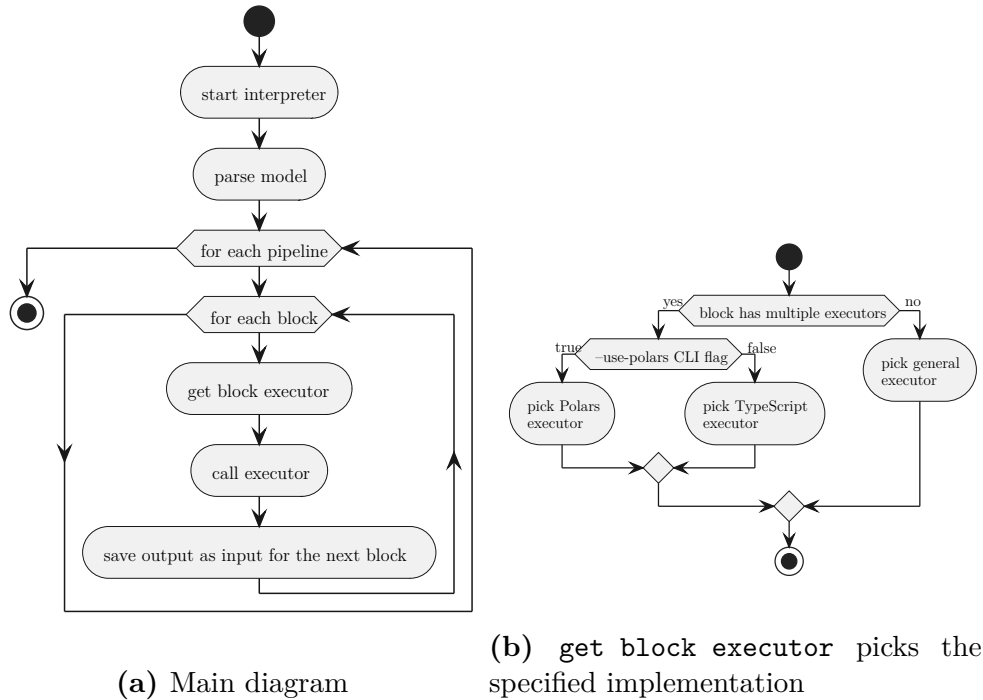 start interpreter
parse model
for each pipeline
for each block
get block executor
call executor
save output as input for the next block
(a) Main diagram
yes
block has multiple executors
no
true
–use-polars CLI flag
false
pick general
executor
pick Polars
executor
pick TypeScript
executor
(b) get block executor picks the
specified implementation